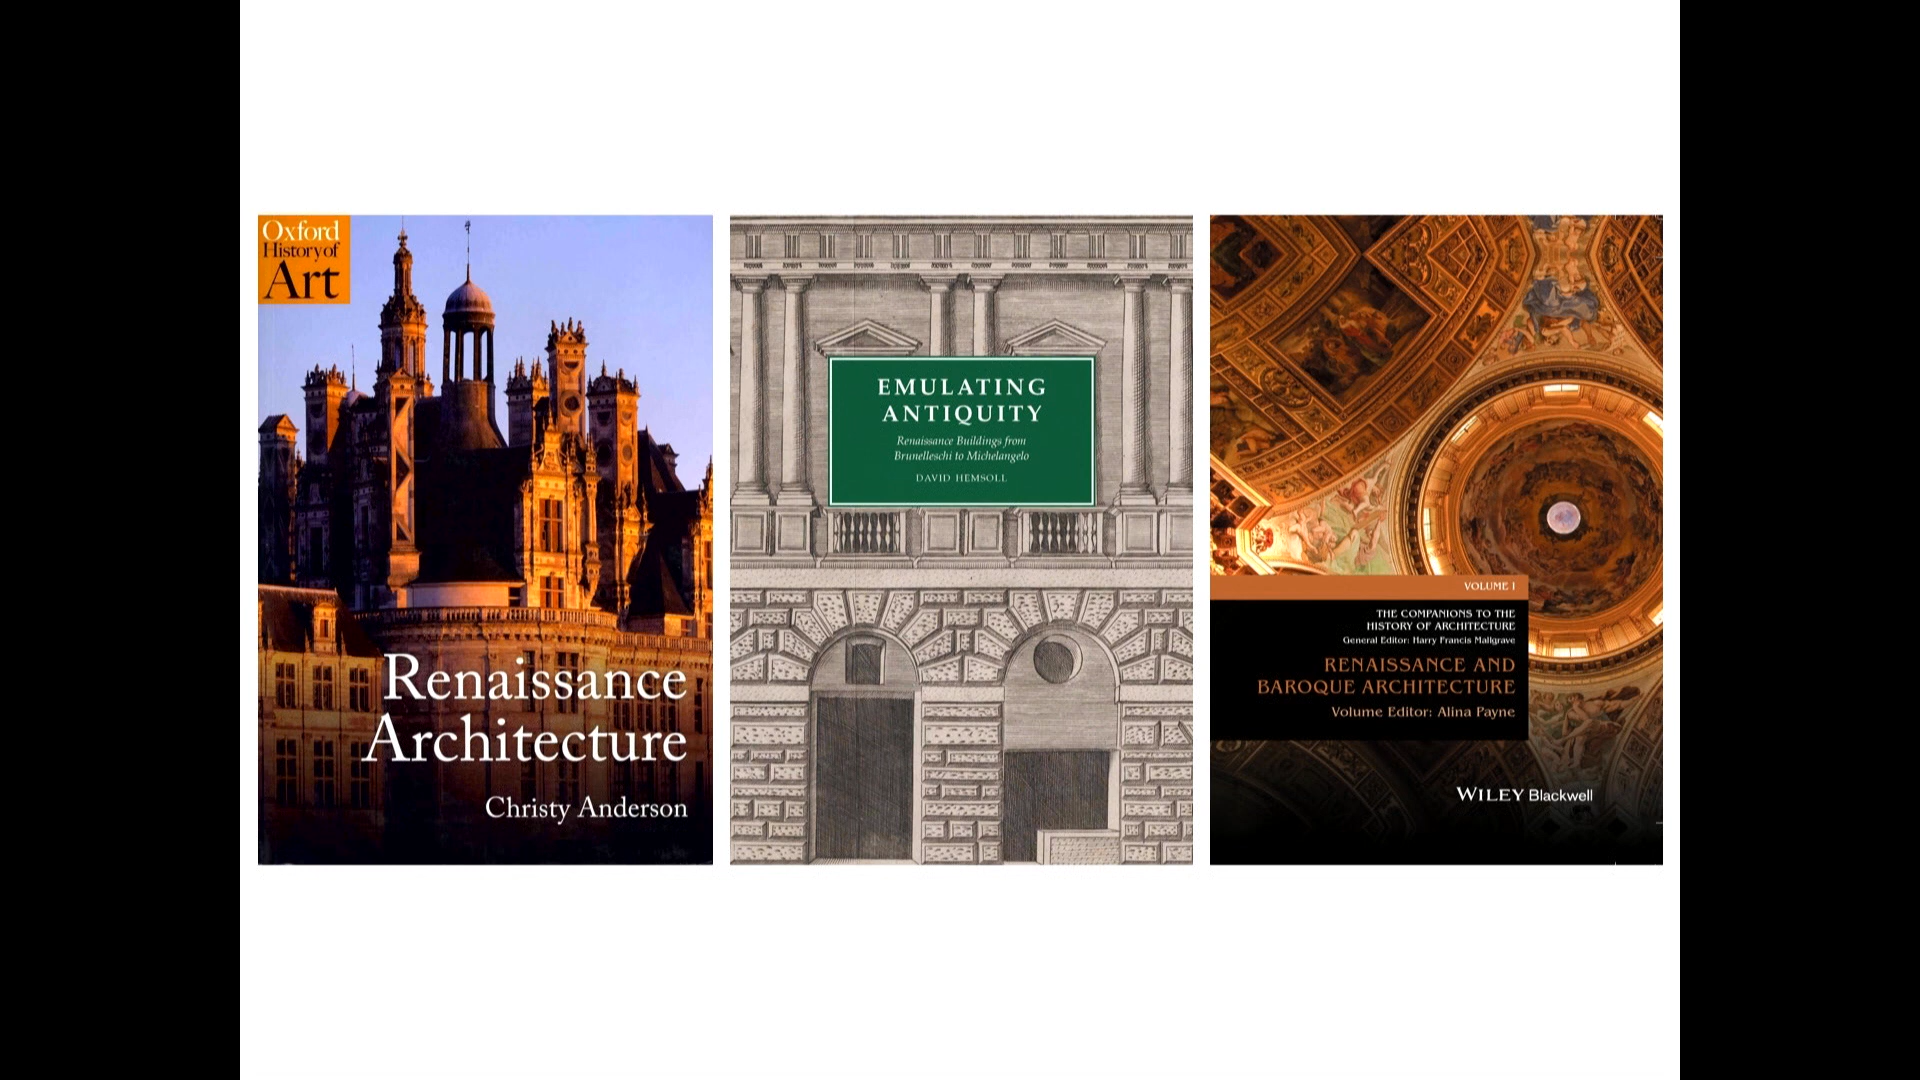 Oxford
History of
Art
Renaissance
Architecture
Christy Anderson
EMULATING
ANTIQUITY
Renaissance Buildings from
Brunelleschi to Michelangelo
DAVID HEMSOLL
VOLUME I
THE COMPANIONS TO THE
HISTORY OF ARCHITECTURE
General Editor: Harry Francis Mallgrave
RENAISSANCE AND
BAROQUE ARCHITECTURE
Volume Editor: Alina Payne
WILEY Blackwell